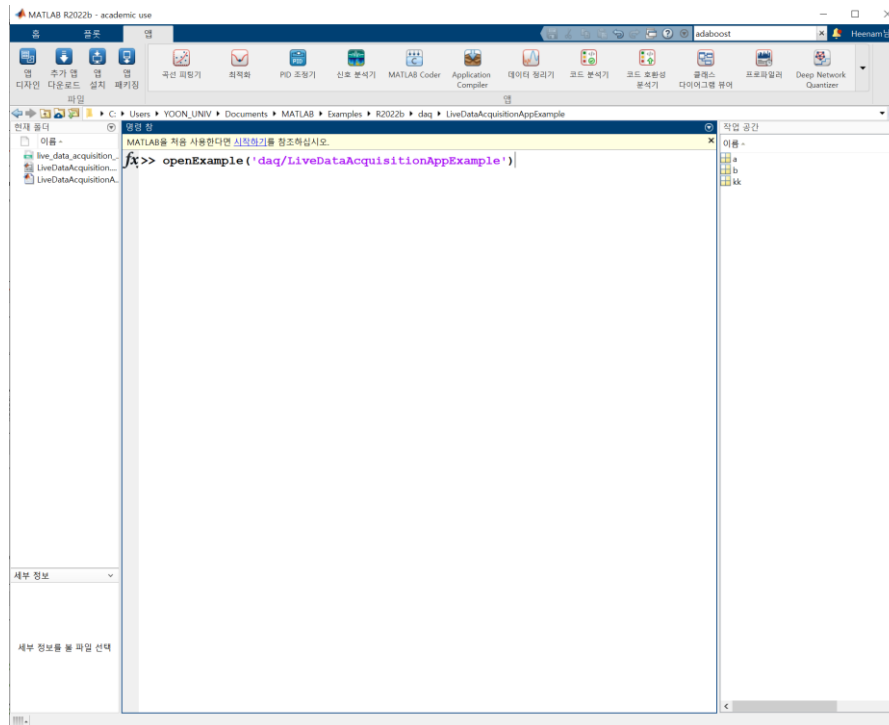 MATLAB R2022b - academic use
홈 플롯 앱
adaboost
Heenam
앱 디자인
추가 앱 다운로드
앱 설치
앱 패키징
곡선 피팅기
최적화
PID 조정기
신호 분석기
MATLAB Coder
Application Compiler
데이터 정리기
코드 분석기
코드 호환성 분석기
클래스 다이어그램 뷰어
프로파일러
Deep Network Quantizer
파일
앱
C: ▸ Users ▸ YOON_UNIV ▸ Documents ▸ MATLAB ▸ Examples ▸ R2022b ▸ daq ▸ LiveDataAcquisitionAppExample
현재 폴더
이름
live_data_acquisition_...
LiveDataAcquisition....
LiveDataAcquisitionA...
명령 창
MATLAB을 처음 사용한다면 시작하기를 참조하십시오.
fx >> openExample('daq/LiveDataAcquisitionAppExample')
작업 공간
이름
a
b
kk
세부 정보
세부 정보를 볼 파일 선택